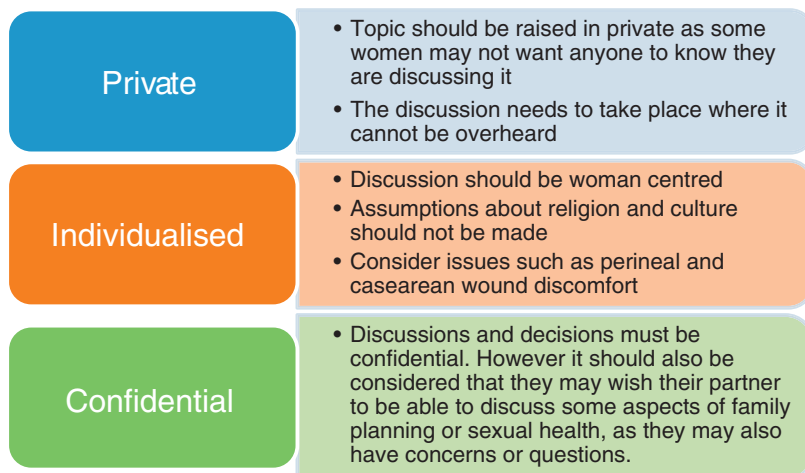 Private
• Topic should be raised in private as some
women may not want anyone to know they
are discussing it
• The discussion needs to take place where it
cannot be overheard
Individualised
• Discussion should be woman centred
• Assumptions about religion and culture
should not be made
• Consider issues such as perineal and
casearean wound discomfort
Confidential
• Discussions and decisions must be
confidential. However it should also be
considered that they may wish their partner
to be able to discuss some aspects of family
planning or sexual health, as they may also
have concerns or questions.